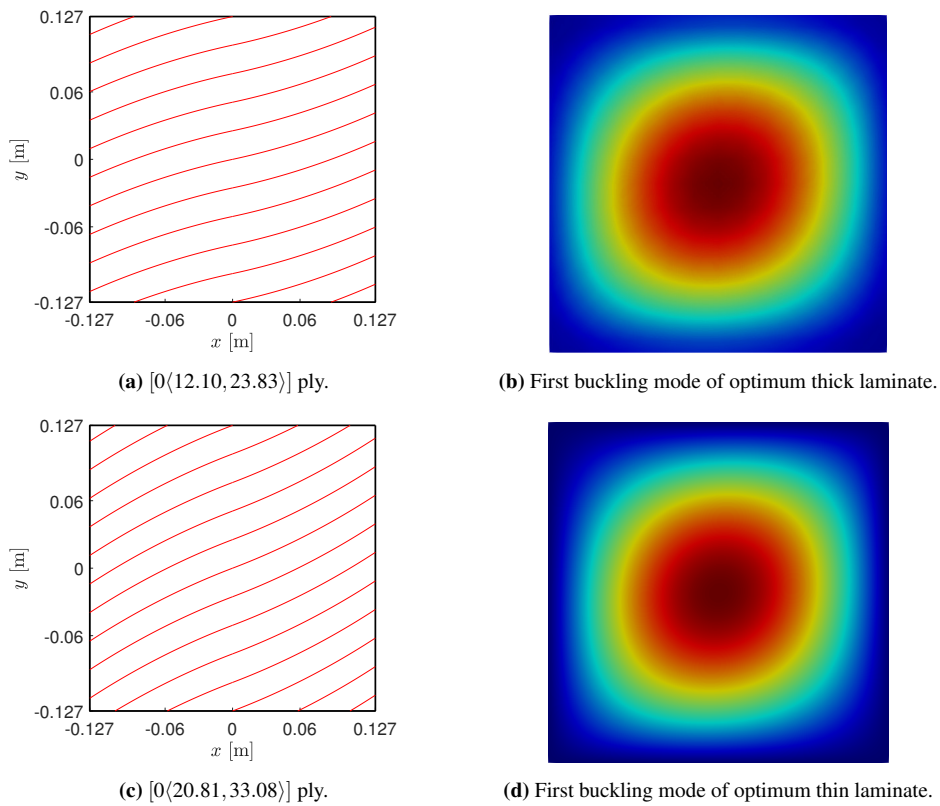 0.127
0.06
0
-0.06
-0.127
y [m]
-0.127 -0.06 0 0.06 0.127
x [m]
(a) [0⟨12.10, 23.83⟩] ply.
(b) First buckling mode of optimum thick laminate.
0.127
0.06
0
-0.06
-0.127
y [m]
-0.127 -0.06 0 0.06 0.127
x [m]
(c) [0⟨20.81, 33.08⟩] ply.
(d) First buckling mode of optimum thin laminate.